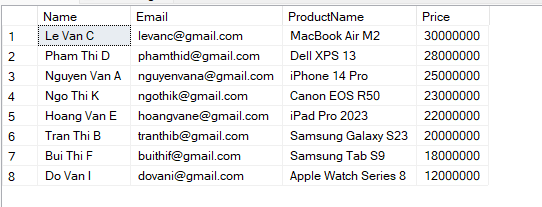 Name Email ProductName Price
1 Le Van C levanc@gmail.com MacBook Air M2 30000000
2 Pham Thi D phamthid@gmail.com Dell XPS 13 28000000
3 Nguyen Van A nguyenvana@gmail.com iPhone 14 Pro 25000000
4 Ngo Thi K ngothik@gmail.com Canon EOS R50 23000000
5 Hoang Van E hoangvane@gmail.com iPad Pro 2023 22000000
6 Tran Thi B tranthib@gmail.com Samsung Galaxy S23 20000000
7 Bui Thi F buithif@gmail.com Samsung Tab S9 18000000
8 Do Van I dovani@gmail.com Apple Watch Series 8 12000000